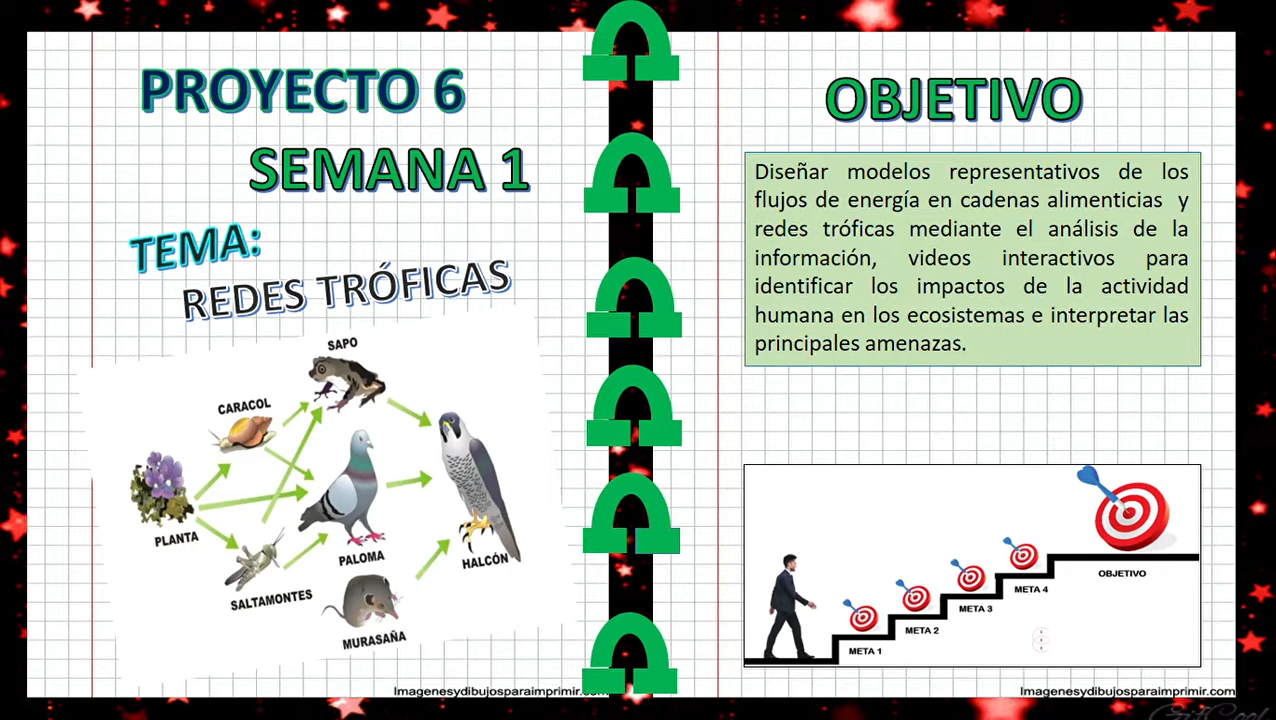 PROYECTO 6
SEMANA 1
TEMA:
REDES TRÓFICAS
SAPO
CARACOL
PLANTA
PALOMA
HALCÓN
SALTAMONTES
MURASAÑA
Imagenesydibujosparaimprimir.com
OBJETIVO
Diseñar modelos representativos de los
flujos de energía en cadenas alimenticias y
redes tróficas mediante el análisis de la
información, videos interactivos para
identificar los impactos de la actividad
humana en los ecosistemas e interpretar las
principales amenazas.
OBJETIVO
META 4
META 3
META 2
META 1
Imagenesydibujosparaimprimir.com